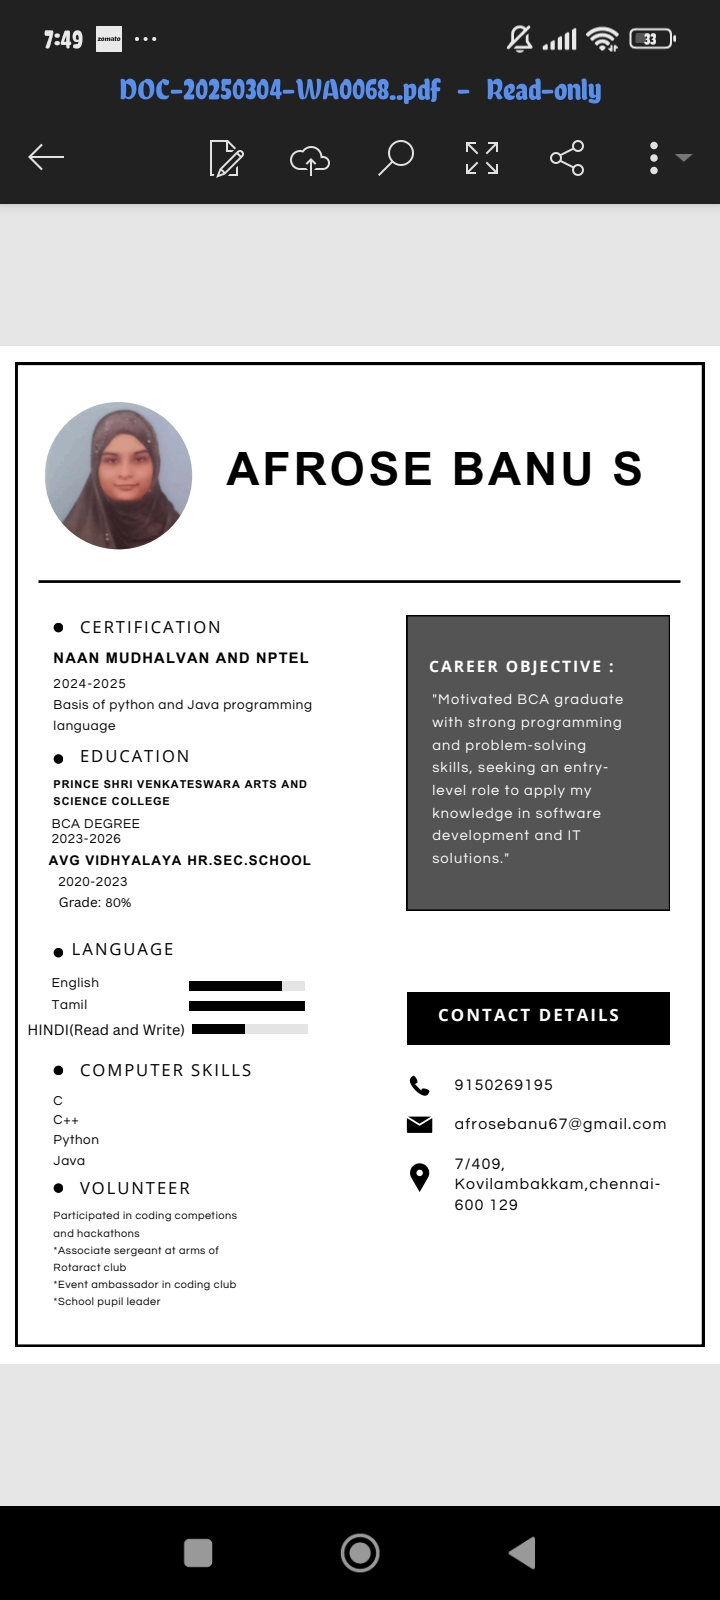 7:49 zomato ...
33
DOC-20250304-WA0068..pdf - Read-only
AFROSE BANU S
CERTIFICATION
NAAN MUDHALVAN AND NPTEL
2024-2025
Basis of python and Java programming
language
EDUCATION
PRINCE SHRI VENKATESWARA ARTS AND
SCIENCE COLLEGE
BCA DEGREE
2023-2026
AVG VIDHYALAYA HR.SEC.SCHOOL
2020-2023
Grade: 80%
LANGUAGE
English
Tamil
HINDI(Read and Write)
COMPUTER SKILLS
C
C++
Python
Java
VOLUNTEER
Participated in coding competions
and hackathons
*Associate sergeant at arms of
Rotaract club
*Event ambassador in coding club
*School pupil leader
CAREER OBJECTIVE :
"Motivated BCA graduate
with strong programming
and problem-solving
skills, seeking an entry-
level role to apply my
knowledge in software
development and IT
solutions."
CONTACT DETAILS
9150269195
afrosebanu67@gmail.com
7/409,
Kovilambakkam,chennai-
600 129